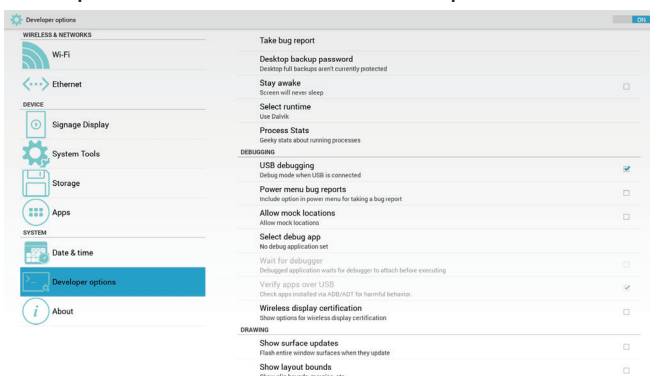 Developer options
ON
WIRELESS & NETWORKS
Wi-Fi
Ethernet
DEVICE
Signage Display
System Tools
Storage
Apps
SYSTEM
Date & time
Developer options
About
Take bug report
Desktop backup password
Desktop full backups aren't currently protected
Stay awake
Screen will never sleep
Select runtime
Use Dalvik
Process Stats
Geeky stats about running processes
DEBUGGING
USB debugging
Debug mode when USB is connected
Power menu bug reports
Include option in power menu for taking a bug report
Allow mock locations
Allow mock locations
Select debug app
No debug application set
Wait for debugger
Debugged application waits for debugger to attach before executing
Verify apps over USB
Check apps installed via ADB/ADT for harmful behavior.
Wireless display certification
Show options for wireless display certification
DRAWING
Show surface updates
Flash entire window surfaces when they update
Show layout bounds